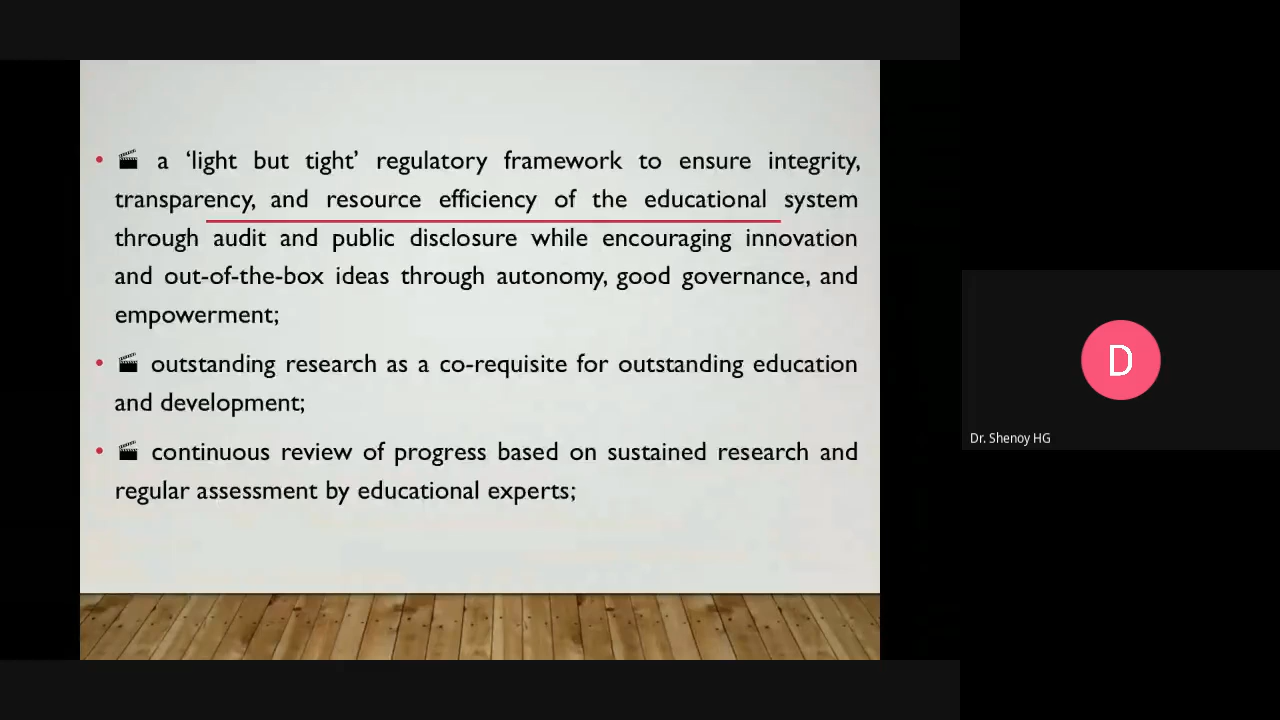 • a ‘light but tight’ regulatory framework to ensure integrity,
transparency, and resource efficiency of the educational system
through audit and public disclosure while encouraging innovation
and out-of-the-box ideas through autonomy, good governance, and
empowerment;
• outstanding research as a co-requisite for outstanding education
and development;
• continuous review of progress based on sustained research and
regular assessment by educational experts;
D
Dr. Shenoy HG